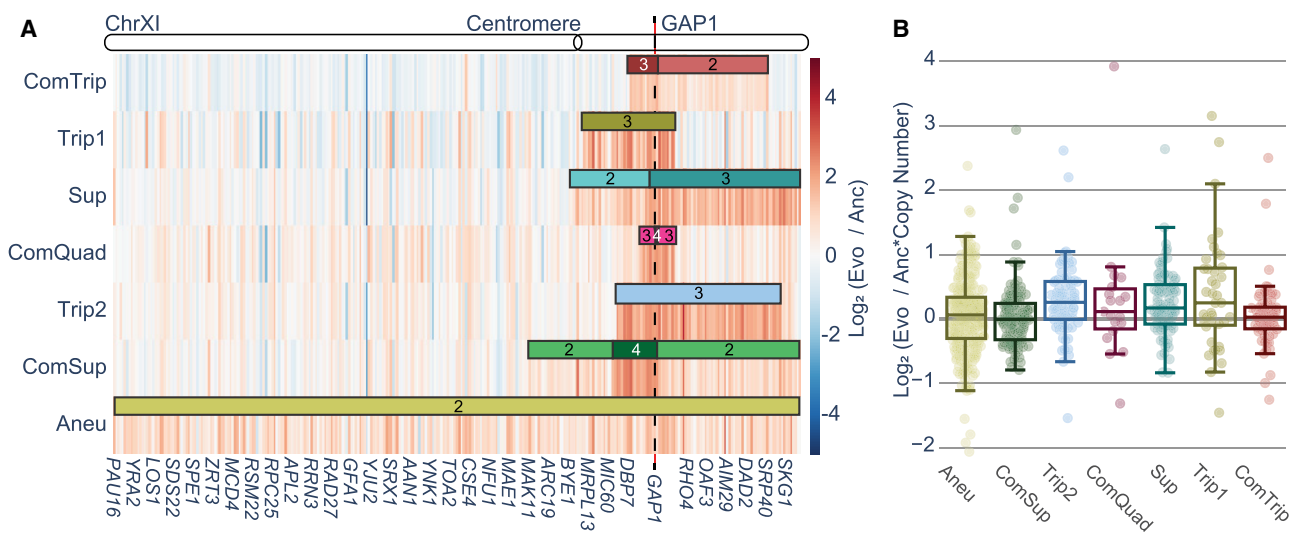 A
ChrXI
Centromere
GAP1
ComTrip
3
2
Trip1
3
Sup
2
3
ComQuad
3
4
3
Trip2
3
ComSup
2
4
2
Aneu
2
4
2
0
-2
-4
Log₂ (Evo / Anc)
PAU16
YRA2
LOS1
SDS22
SPE1
ZRT3
MCD4
RSM22
RPC25
APL2
RRN3
RAD27
GFA1
YJU2
SRX1
AAN1
YNK1
TOA2
CSE4
NFU1
MAE1
MAK11
ARC19
BYE1
MRPL13
MIC60
DBP7
GAP1
RHO4
OAF3
AIM29
DAD2
SRP40
SKG1
B
Log₂ (Evo / Anc*Copy Number)
4
3
2
1
0
−1
−2
Aneu
ComSup
Trip2
ComQuad
Sup
Trip1
ComTrip